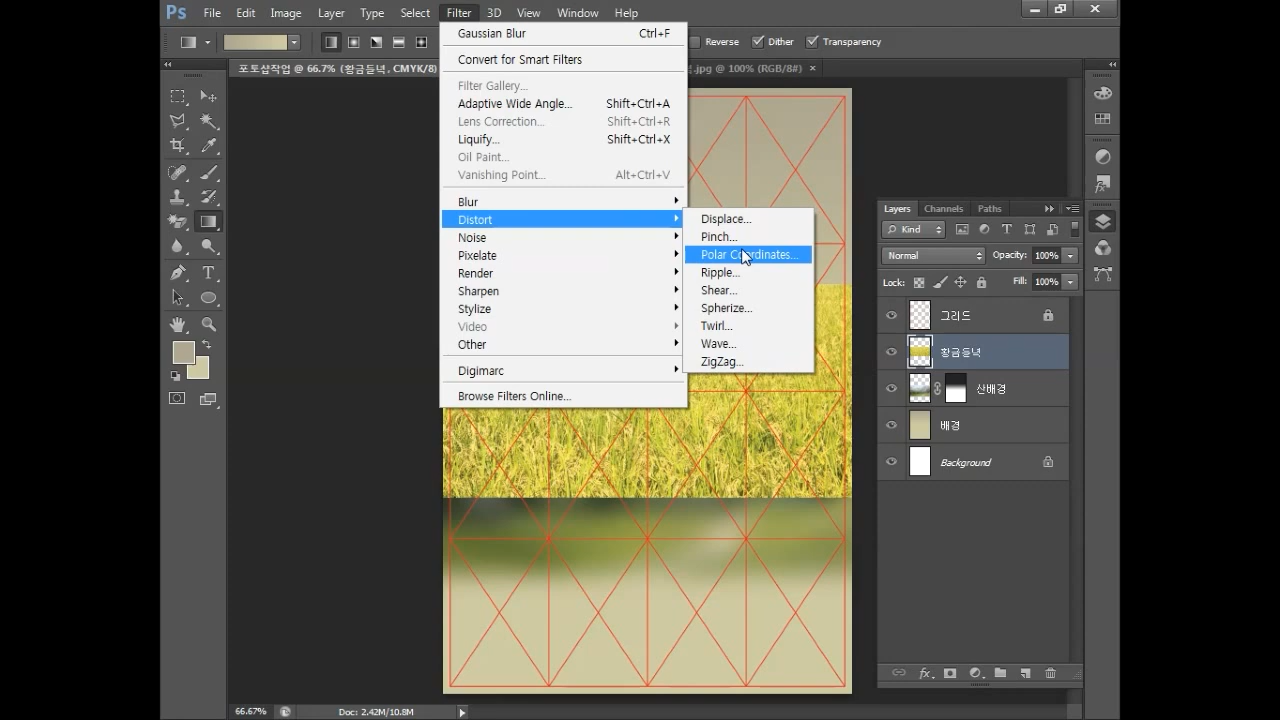 Ps File Edit Image Layer Type Select Filter 3D View Window Help
Reverse Dither Transparency
포토샵작업 @ 66.7% (황금들녘, CMYK/8)
.jpg @ 100% (RGB/8#) ×
Gaussian Blur Ctrl+F
Convert for Smart Filters
Filter Gallery...
Adaptive Wide Angle... Shift+Ctrl+A
Lens Correction... Shift+Ctrl+R
Liquify... Shift+Ctrl+X
Oil Paint...
Vanishing Point... Alt+Ctrl+V
Blur
Distort
Noise
Pixelate
Render
Sharpen
Stylize
Video
Other
Digimarc
Browse Filters Online...
Displace...
Pinch...
Polar Coordinates...
Ripple...
Shear...
Spherize...
Twirl...
Wave...
ZigZag...
Layers Channels Paths
Kind
Normal Opacity: 100%
Lock: Fill: 100%
그리드
황금들녘
산배경
배경
Background
66.67% Doc: 2.42M/10.8M